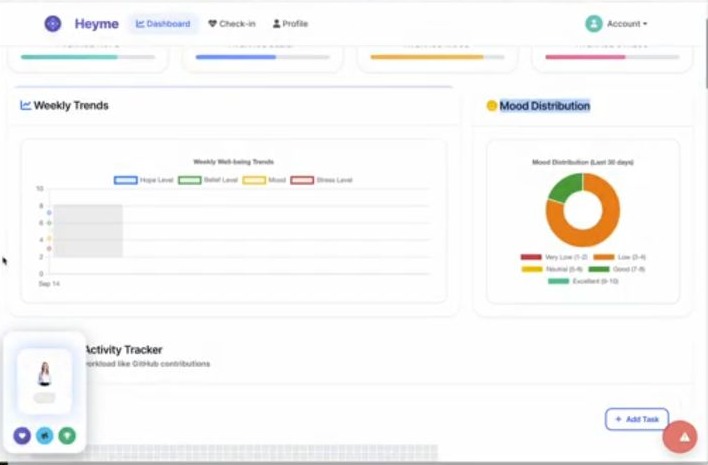 Heyme
Dashboard
Check-in
Profile
Account
Weekly Trends
Weekly Well-being Trends
Hope Level
Belief Level
Mood
Stress Level
10
8
6
4
2
0
Sep 14
Mood Distribution
Mood Distribution (Last 30 days)
Very Low (1-2)
Low (3-4)
Neutral (5-6)
Good (7-8)
Excellent (9-10)
Activity Tracker
orkload like GitHub contributions
+ Add Task